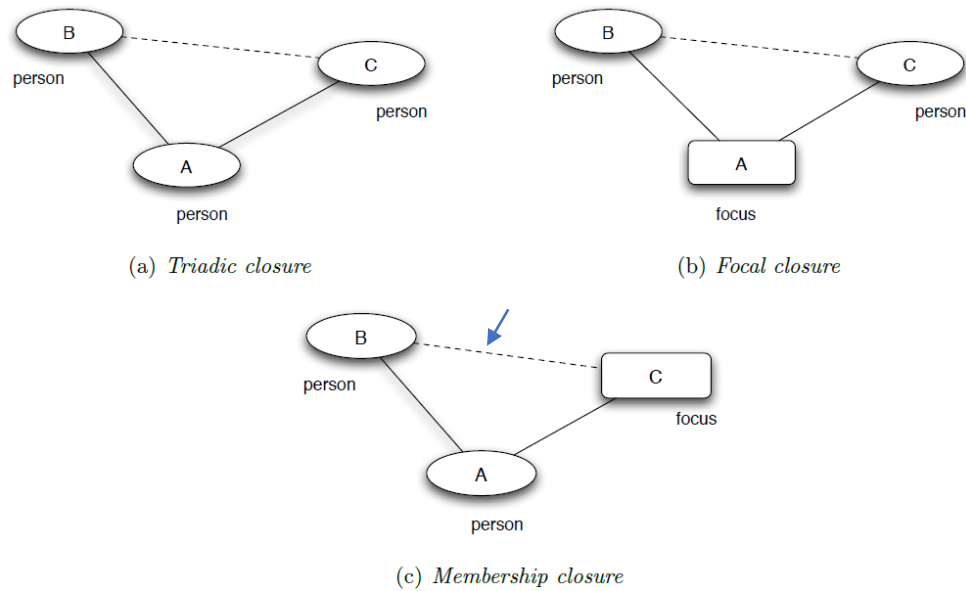 B
C
person
person
A
person
(a) Triadic closure
B
C
person
person
A
focus
(b) Focal closure
B
C
person
focus
A
person
(c) Membership closure